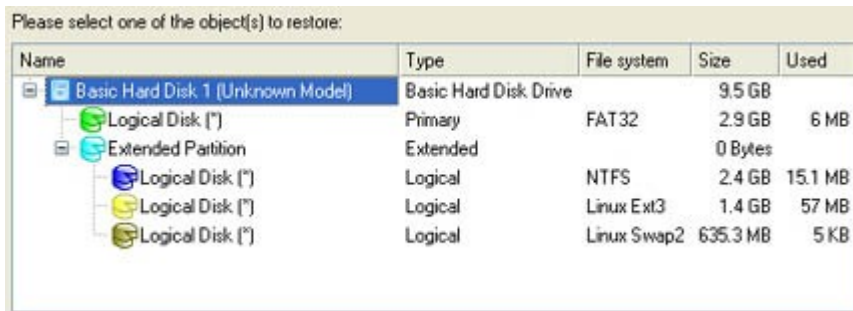 Please select one of the object(s) to restore:
Name Type File system Size Used
Basic Hard Disk 1 (Unknown Model) Basic Hard Disk Drive 9.5 GB
Logical Disk (*) Primary FAT32 2.9 GB 6 MB
Extended Partition Extended 0 Bytes
Logical Disk (*) Logical NTFS 2.4 GB 15.1 MB
Logical Disk (*) Logical Linux Ext3 1.4 GB 57 MB
Logical Disk (*) Logical Linux Swap2 635.3 MB 5 KB